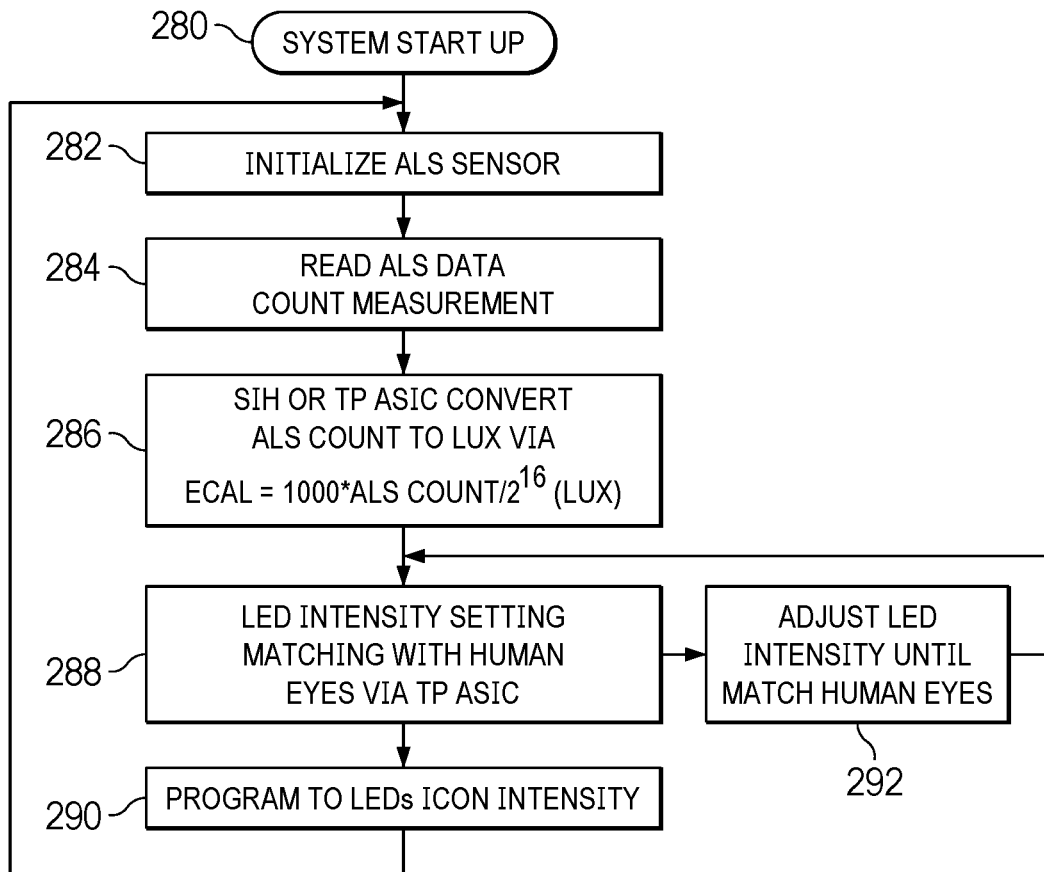 280
SYSTEM START UP
282
INITIALIZE ALS SENSOR
284
READ ALS DATA
COUNT MEASUREMENT
286
SIH OR TP ASIC CONVERT
ALS COUNT TO LUX VIA
ECAL = 1000*ALS COUNT/2^16 (LUX)
288
LED INTENSITY SETTING
MATCHING WITH HUMAN
EYES VIA TP ASIC
ADJUST LED
INTENSITY UNTIL
MATCH HUMAN EYES
292
290
PROGRAM TO LEDs ICON INTENSITY